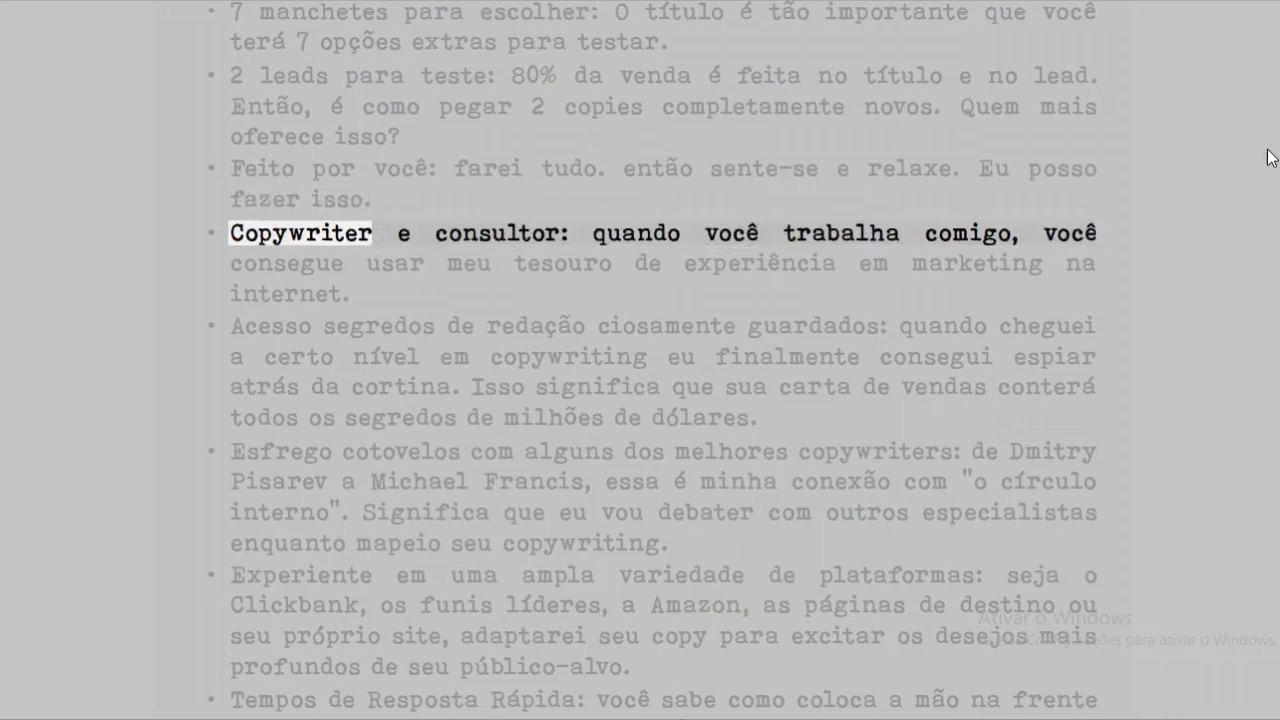 • 7 manchetes para escolher: O título é tão importante que você
terá 7 opções extras para testar.
• 2 leads para teste: 80% da venda é feita no título e no lead.
Então, é como pegar 2 copies completamente novos. Quem mais
oferece isso?
• Feito por você: farei tudo. então sente-se e relaxe. Eu posso
fazer isso.
• Copywriter e consultor: quando você trabalha comigo, você
consegue usar meu tesouro de experiência em marketing na
internet.
• Acesso segredos de redação ciosamente guardados: quando cheguei
a certo nível em copywriting eu finalmente consegui espiar
atrás da cortina. Isso significa que sua carta de vendas conterá
todos os segredos de milhões de dólares.
• Esfrego cotovelos com alguns dos melhores copywriters: de Dmitry
Pisarev a Michael Francis, essa é minha conexão com "o círculo
interno". Significa que eu vou debater com outros especialistas
enquanto mapeio seu copywriting.
• Experiente em uma ampla variedade de plataformas: seja o
Clickbank, os funis líderes, a Amazon, as páginas de destino ou
seu próprio site, adaptarei seu copy para excitar os desejos mais
profundos de seu público-alvo.
• Tempos de Resposta Rápida: você sabe como coloca a mão na frente
Ativar o Windows
Configurações para ativar o Windows.